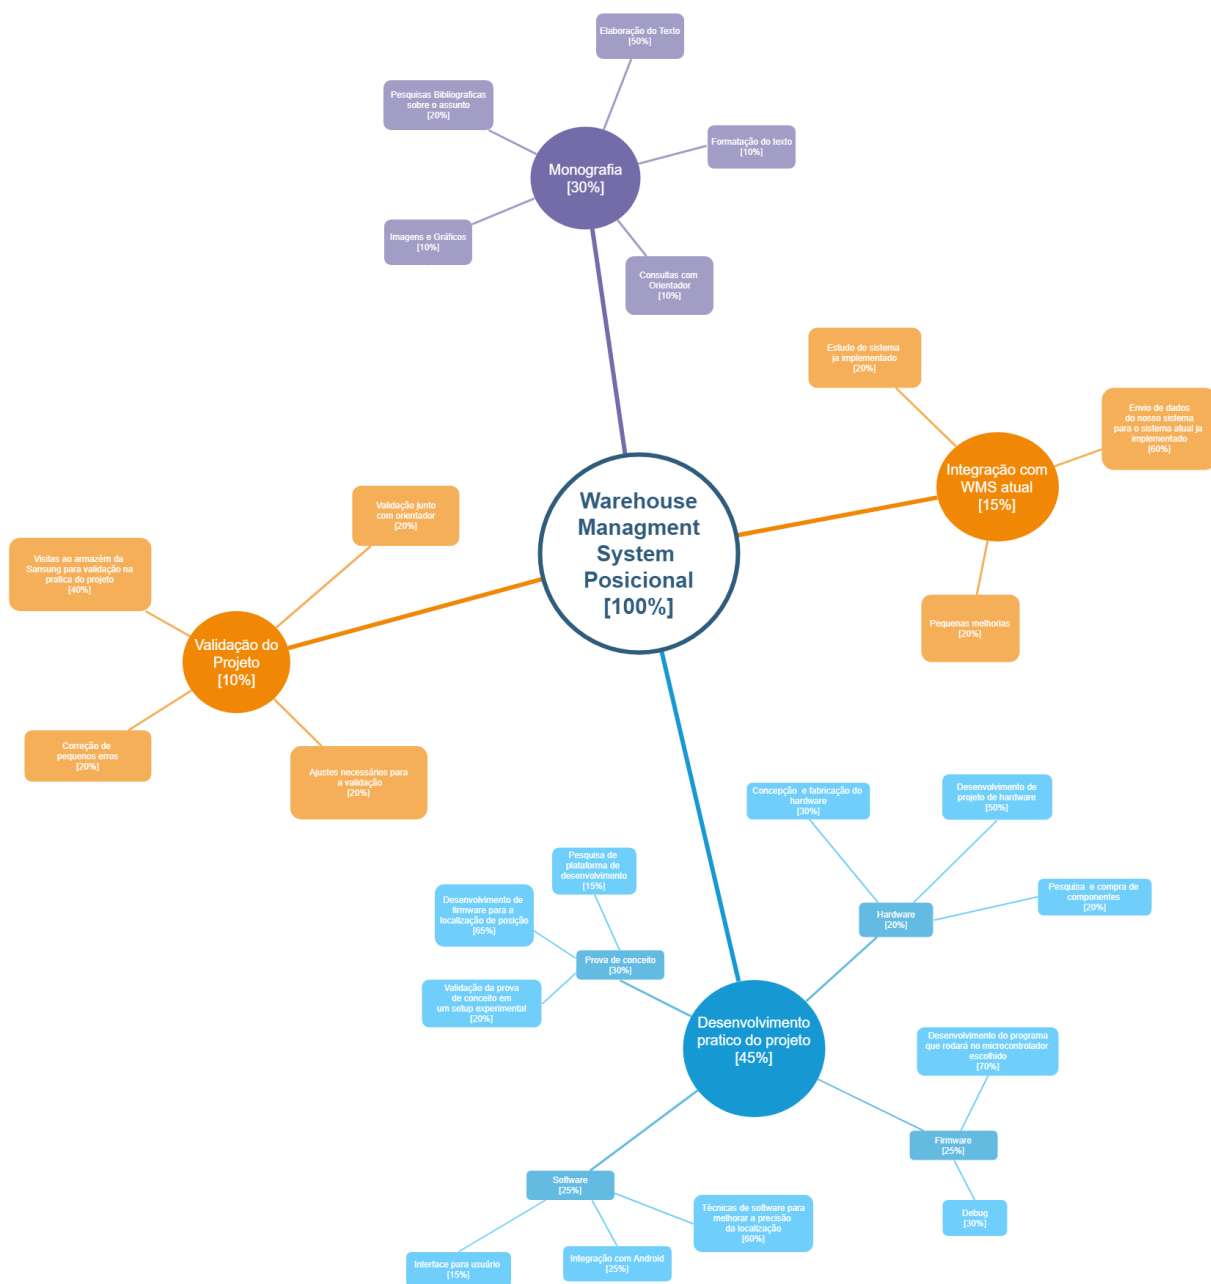 Elaboração do Texto
[50%]
Pesquisas Bibliograficas
sobre o assunto
[20%]
Formatação do texto
[10%]
Monografia
[30%]
Imagens e Gráficos
[10%]
Consultas com
Orientador
[10%]
Estudo do sistema
ja implementado
[20%]
Envio de dados
do nosso sistema
para o sistema atual ja
implementado
[60%]
Integração com
WMS atual
[15%]
Pequenas melhorias
[20%]
Warehouse
Managment
System
Posicional
[100%]
Validação junto
com orientador
[20%]
Visitas ao armazém da
Sansung para validação na
pratica do projeto
[40%]
Validação do
Projeto
[10%]
Correção de
pequenos erros
[20%]
Ajustes necessários para
a validação
[20%]
Concepção e fabricação do
hardware
[30%]
Desenvolvimento de
projeto de hardware
[50%]
Pesquisa e compra de
componentes
[20%]
Hardware
[20%]
Pesquisa de
plataforma de
desenvolvimento
[15%]
Desenvolvimento de
firmware para a
localização de posição
[65%]
Prova de conceito
[30%]
Validação da prova
de conceito em
um setup experimental
[20%]
Desenvolvimento
pratico do projeto
[45%]
Desenvolvimento do programa
que rodará no microcontrolador
escolhido
[70%]
Firmware
[25%]
Debug
[30%]
Software
[25%]
Técnicas de software para
melhorar a precisão
da localização
[60%]
Integração com Android
[25%]
Interface para usuário
[15%]